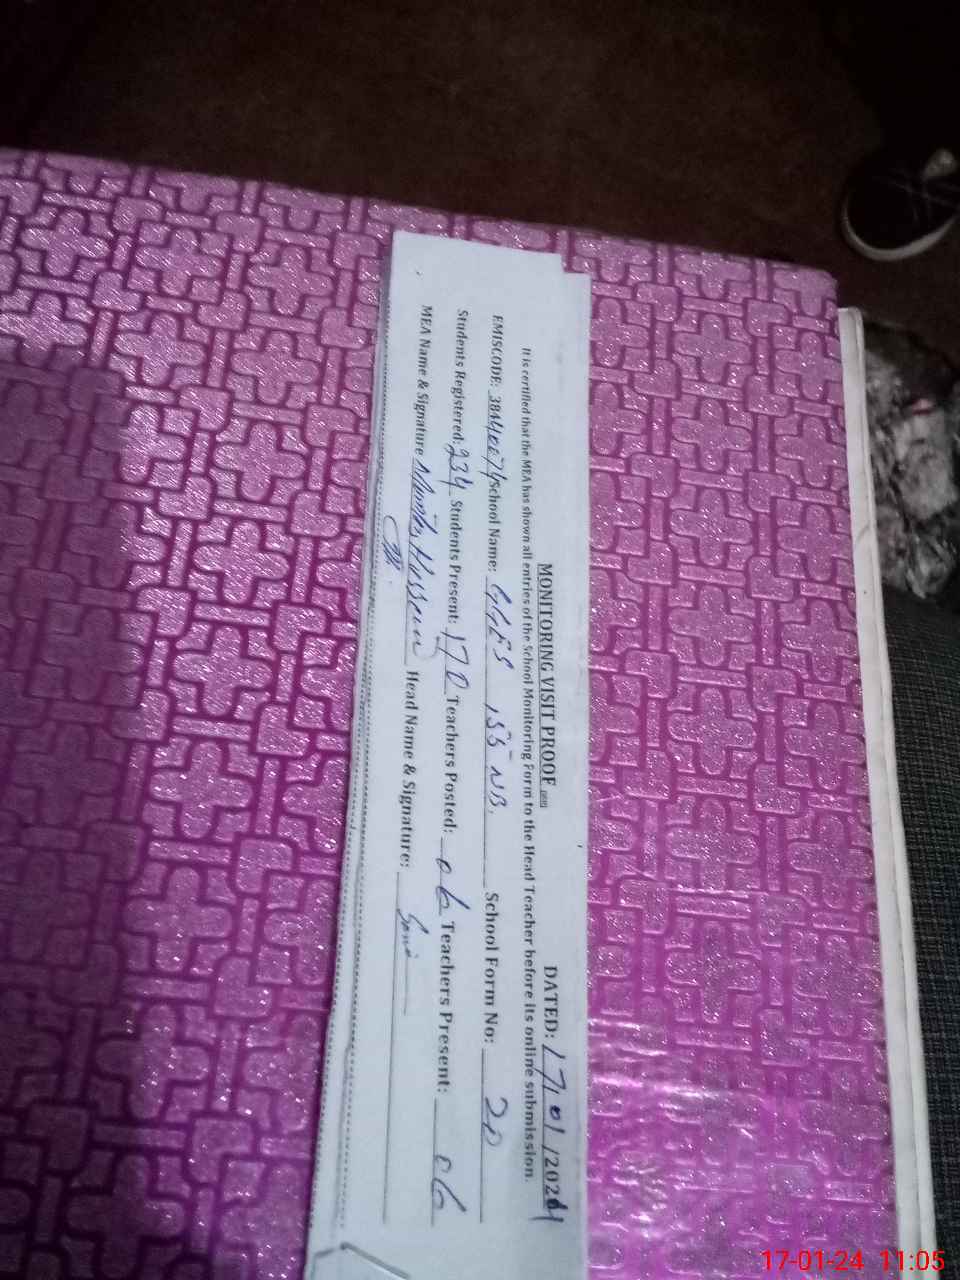 MONITORING VISIT PROOF
DATED: 17/01/2024
It is certified that the MEA has shown all entries of the School Monitoring Form to the Head Teacher before its online submission.
EMISCODE: School Name: GGES 155 NB. School Form No: 20
Students Registered: 234 Students Present: 170 Teachers Posted: 06 Teachers Present: 06
MEA Name & Signature Head Name & Signature:
17-01-24 11:05